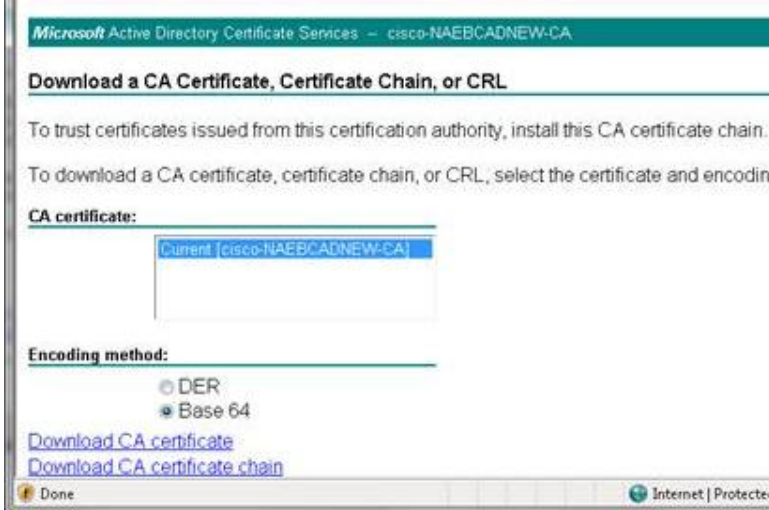 Microsoft Active Directory Certificate Services -- cisco-NAEBCADNEW-CA
Download a CA Certificate, Certificate Chain, or CRL
To trust certificates issued from this certification authority, install this CA certificate chain.
To download a CA certificate, certificate chain, or CRL, select the certificate and encodin
CA certificate:
Current [cisco-NAEBCADNEW-CA]
Encoding method:
DER
Base 64
Download CA certificate
Download CA certificate chain
Done
Internet | Protecte